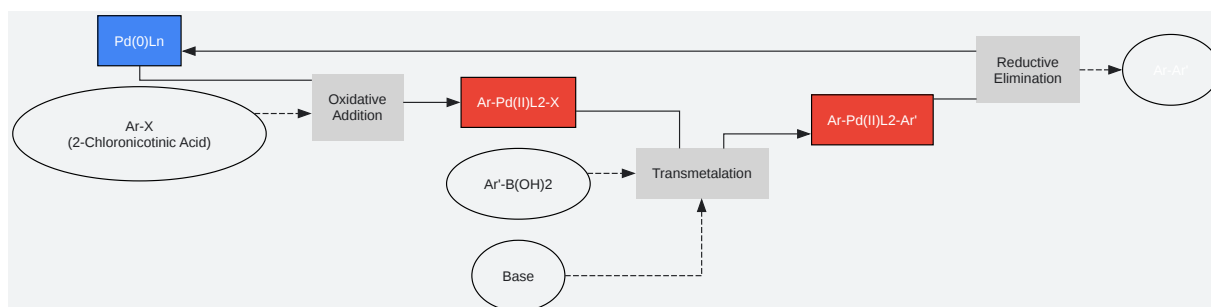 Pd(0)Ln
Reductive
Elimination
Ar-Ar'
Oxidative
Addition
Ar-Pd(II)L2-X
Ar-Pd(II)L2-Ar'
Ar-X
(2-Chloronicotinic Acid)
Transmetalation
Ar'-B(OH)2
Base